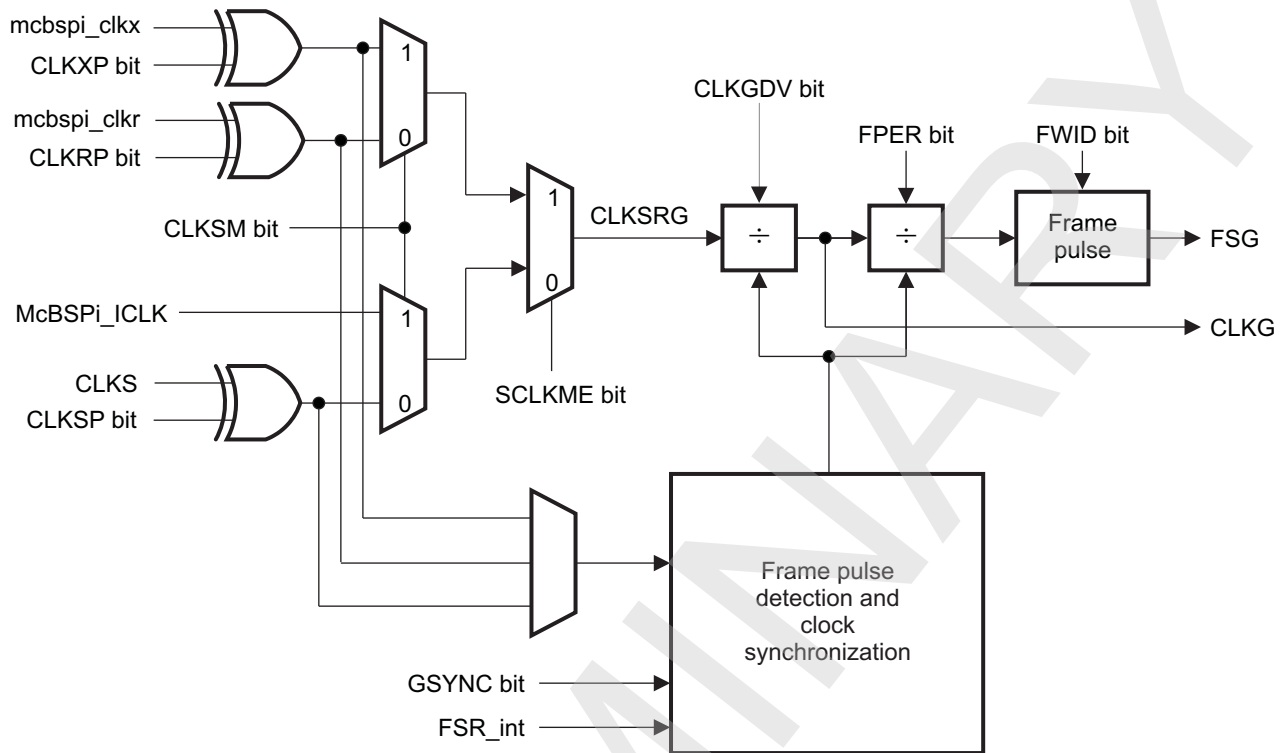 mcbspi_clkx
CLKXP bit
mcbspi_clkr
CLKRP bit
CLKSM bit
McBSPi_ICLK
CLKS
CLKSP bit
1
0
1
0
1
0
SCLKME bit
CLKSRG
CLKGDV bit
÷
FPER bit
÷
FWID bit
Frame
pulse
FSG
CLKG
Frame pulse
detection and
clock
synchronization
GSYNC bit
FSR_int
MINARY